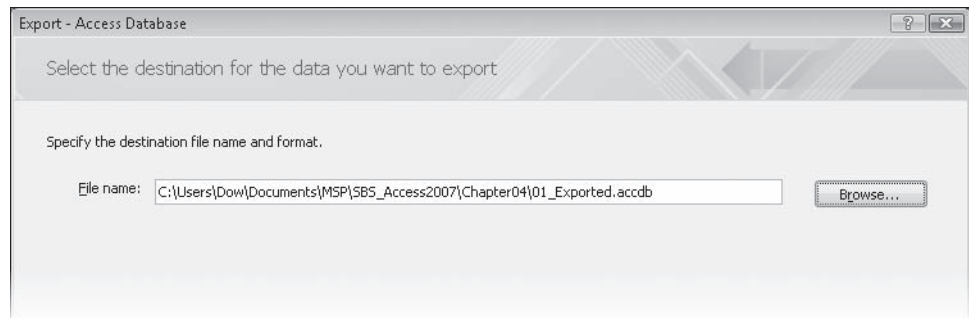 Export - Access Database
Select the destination for the data you want to export
Specify the destination file name and format.
File name: C:\Users\Dow\Documents\MSP\SBS_Access2007\Chapter04\01_Exported.accdb Browse...